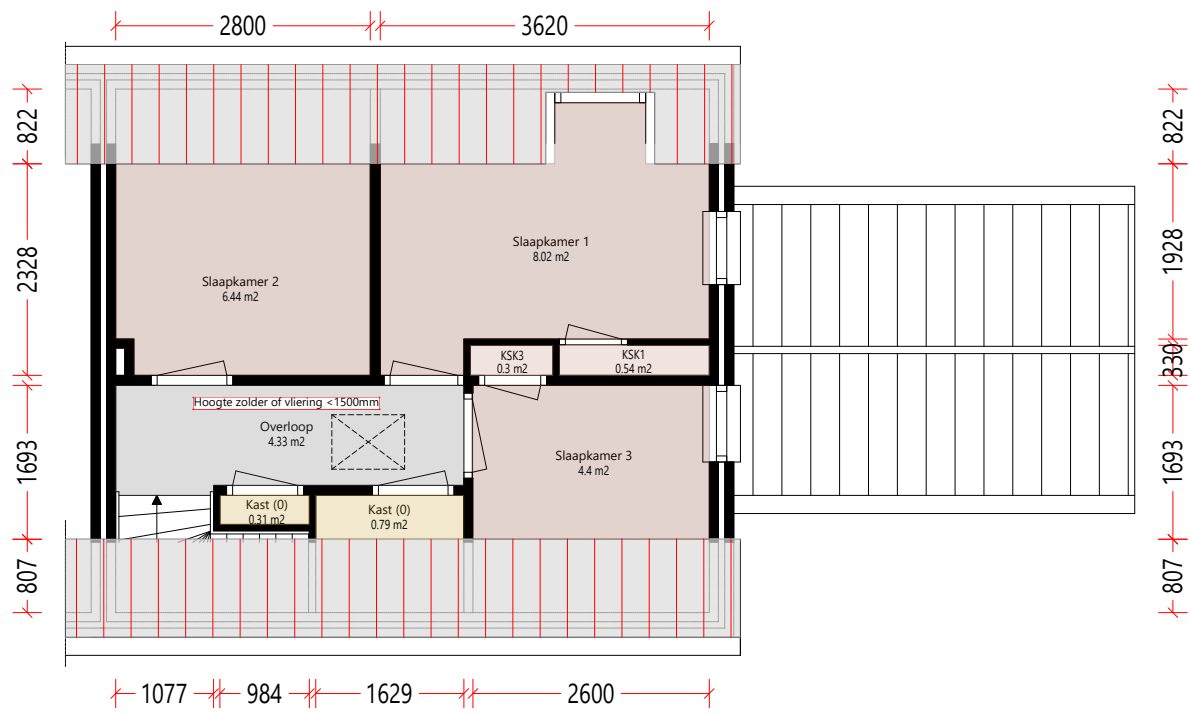 2800
3620
822
822
2328
1928
Slaapkamer 1
8.02 m2
Slaapkamer 2
6.44 m2
KSK3
0.3 m2
KSK1
0.54 m2
330
Hoogte zolder of vliering <1500mm
Overloop
4.33 m2
Slaapkamer 3
4.4 m2
1693
1693
Kast (0)
0.31 m2
Kast (0)
0.79 m2
807
807
1077
984
1629
2600